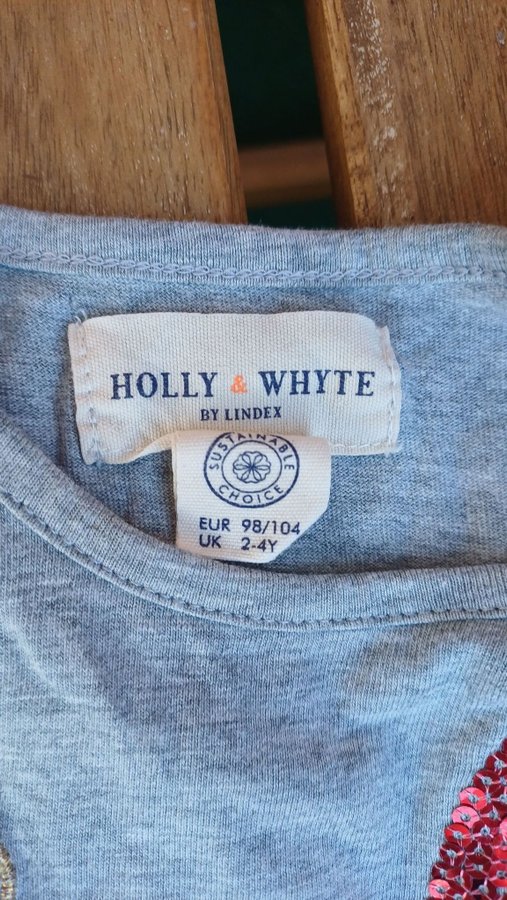 HOLLY & WHYTE
BY LINDEX
SUSTAINABLE
CHOICE
EUR 98/104
UK 2-4Y